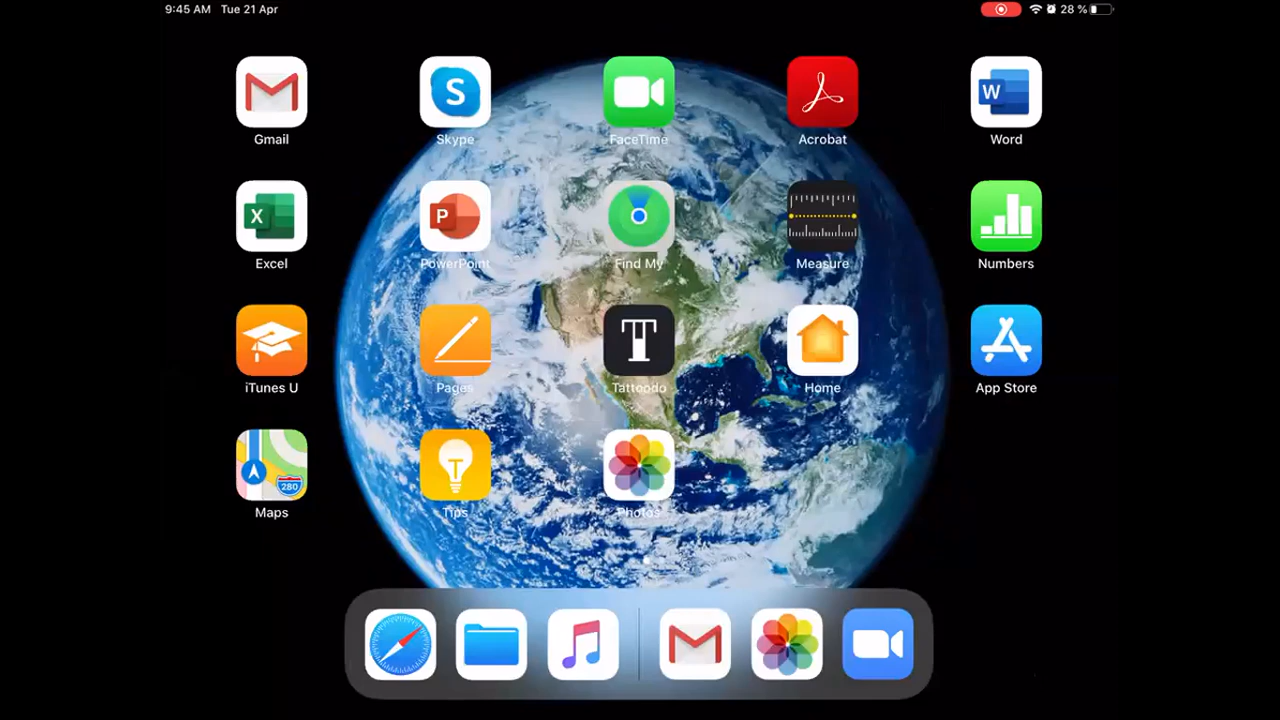 9:45 AM Tue 21 Apr 28 %
Gmail Skype FaceTime Acrobat Word
Excel PowerPoint Find My Measure Numbers
iTunes U Pages Tattoodo Home App Store
Maps Tips Photos
S
W
X
P
T
280